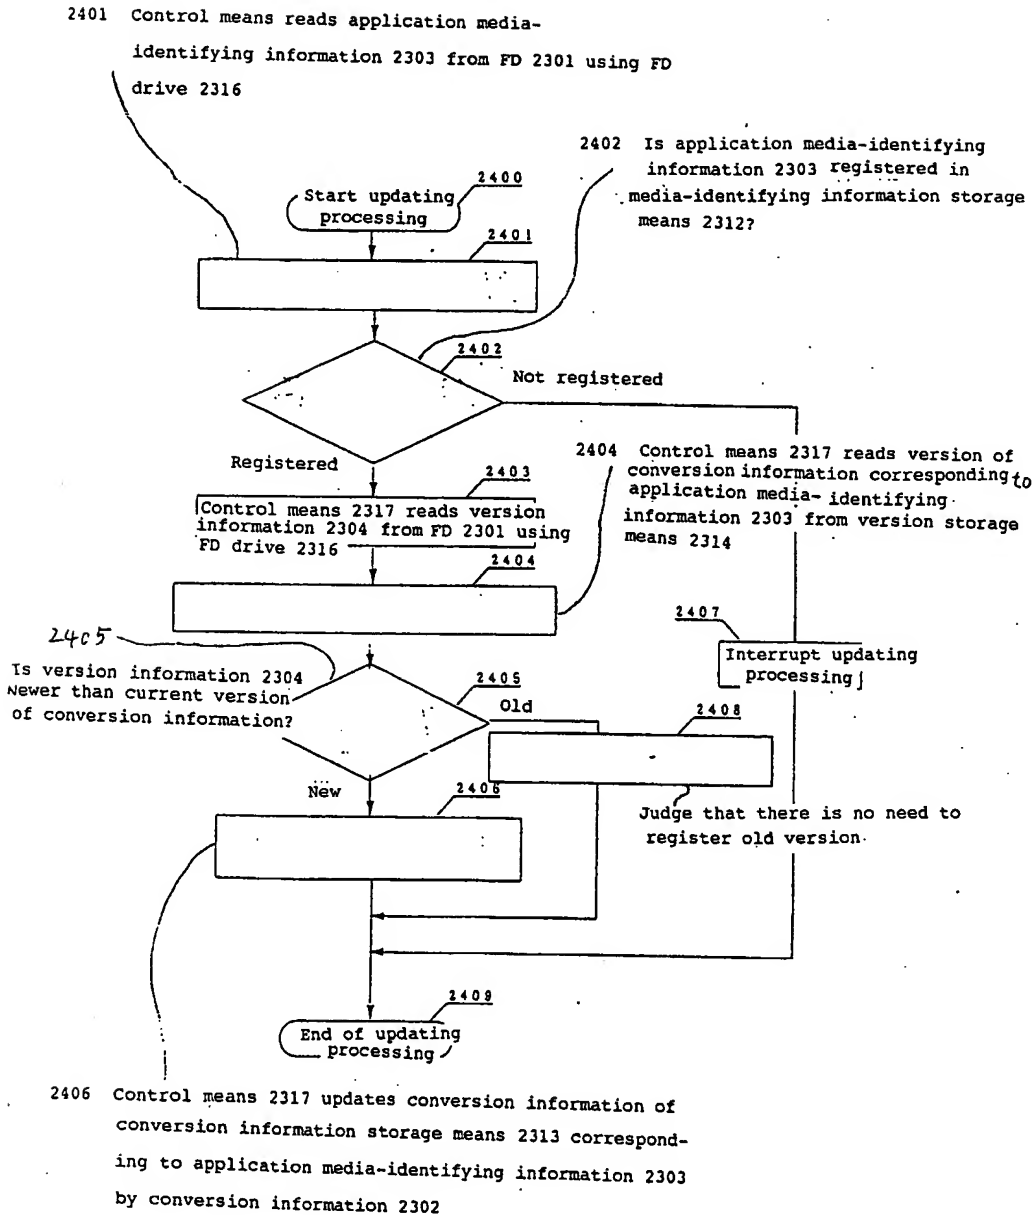 2401 Control means reads application media-
identifying information 2303 from FD 2301 using FD
drive 2316
2402 Is application media-identifying
information 2303 registered in
media-identifying information storage
means 2312?
2400
Start updating
processing
2401
2402
Not registered
Registered
2403
Control means 2317 reads version
information 2304 from FD 2301 using
FD drive 2316
2404 Control means 2317 reads version of
conversion information corresponding to
application media- identifying
information 2303 from version storage
means 2314
2404
2407
Interrupt updating
processing
2405
Is version information 2304
Newer than current version
of conversion information?
2405
Old
2408
Judge that there is no need to
register old version
New
2406
2409
End of updating
processing
2406 Control means 2317 updates conversion information of
conversion information storage means 2313 correspond-
ing to application media-identifying information 2303
by conversion information 2302